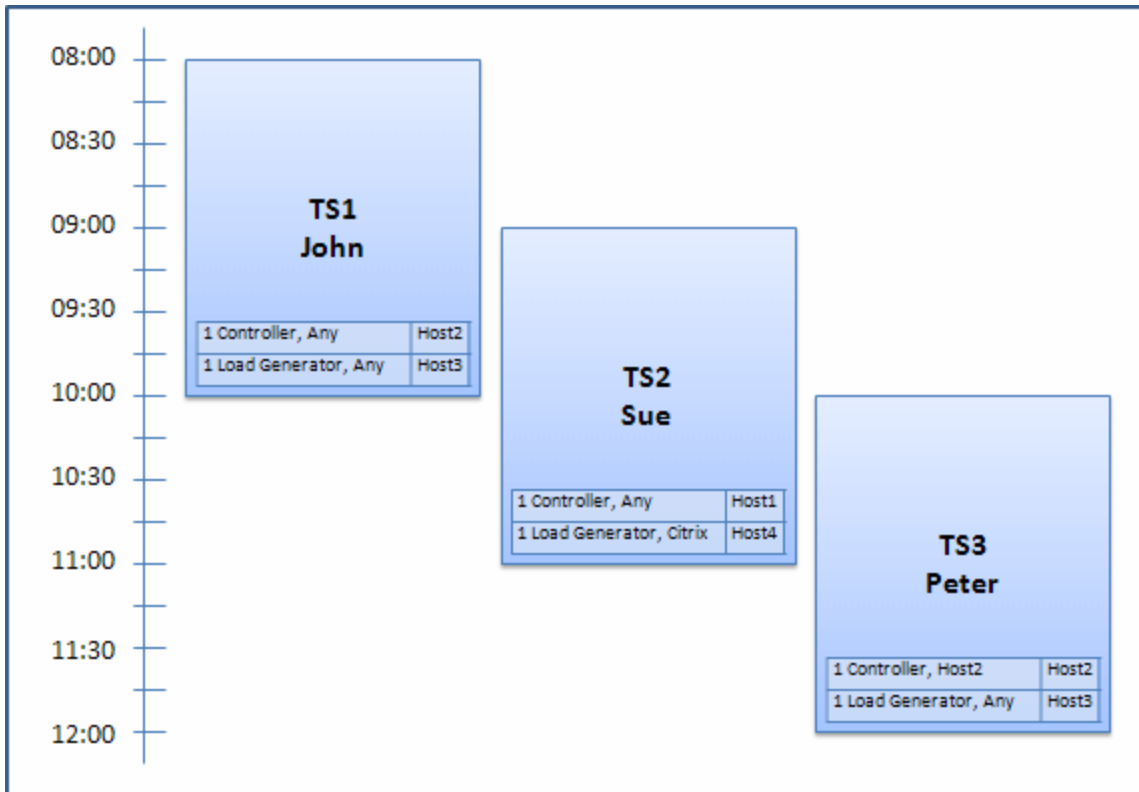 08:00
08:30
09:00
09:30
10:00
10:30
11:00
11:30
12:00
TS1
John
1 Controller, Any Host2
1 Load Generator, Any Host3
TS2
Sue
1 Controller, Any Host1
1 Load Generator, Citrix Host4
TS3
Peter
1 Controller, Host2 Host2
1 Load Generator, Any Host3